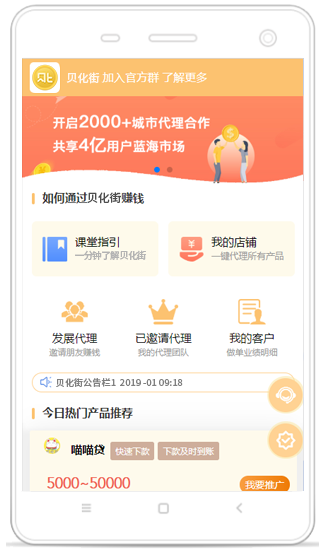 贝化 贝化街 加入官方群 了解更多
开启2000+城市代理合作
共享4亿用户蓝海市场
如何通过贝化街赚钱
课堂指引
一分钟了解贝化街
我的店铺
一键代理所有产品
发展代理
邀请朋友赚钱
已邀请代理
我的代理团队
我的客户
做单业绩明细
贝化街公告栏1 2019-01 09:18
今日热门产品推荐
喵喵贷 快速下款 下款及时到账
5000~50000
我要推广